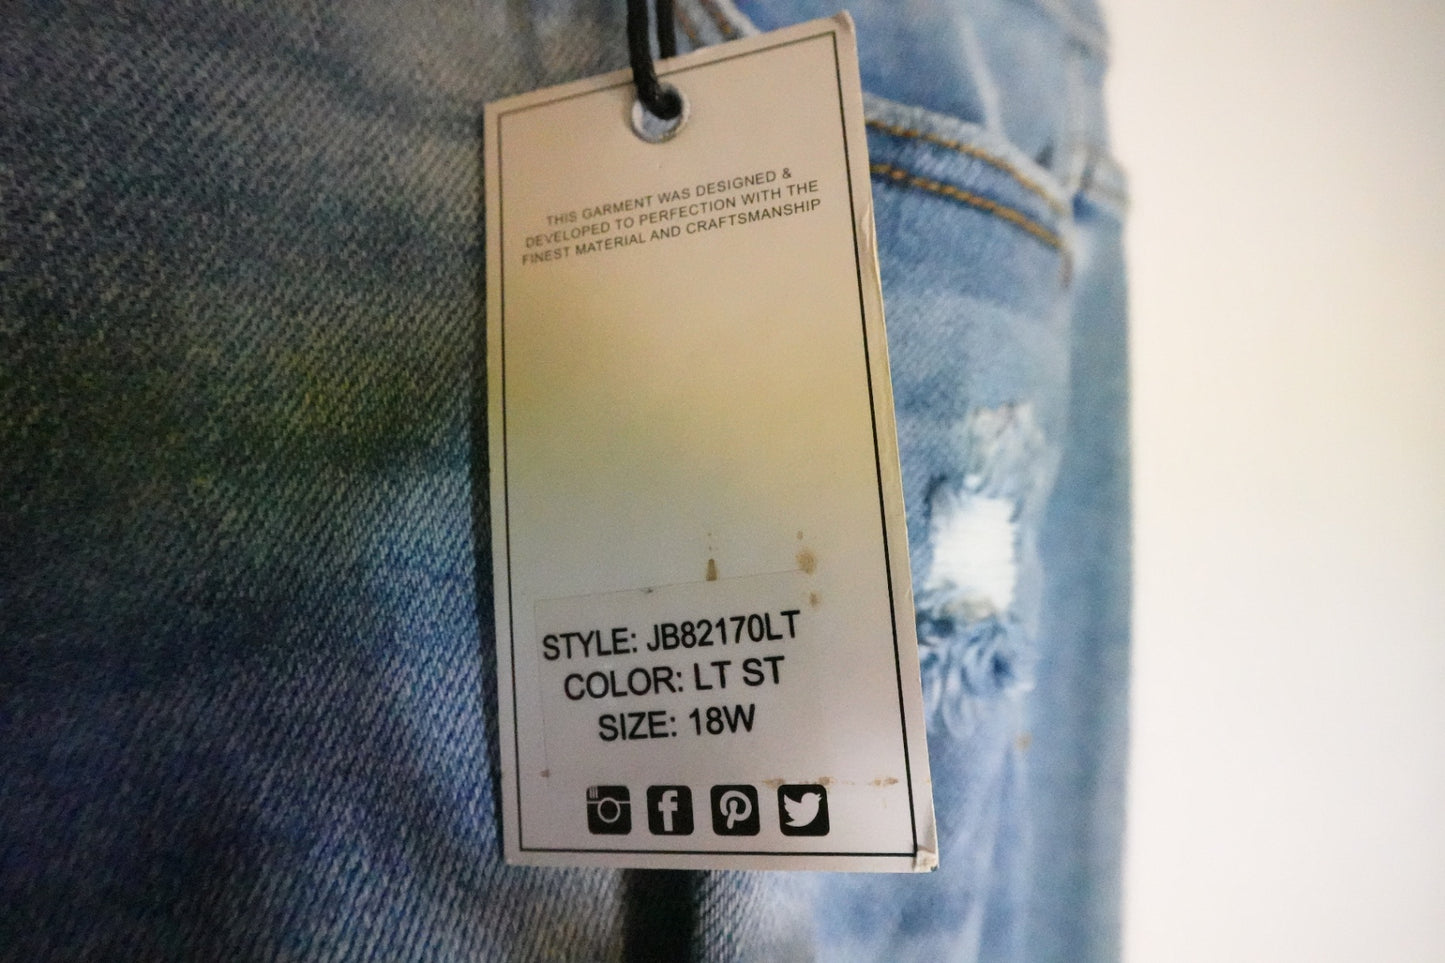 THIS GARMENT WAS DESIGNED &
DEVELOPED TO PERFECTION WITH THE
FINEST MATERIAL AND CRAFTSMANSHIP
STYLE: JB82170LT
COLOR: LT ST
SIZE: 18W